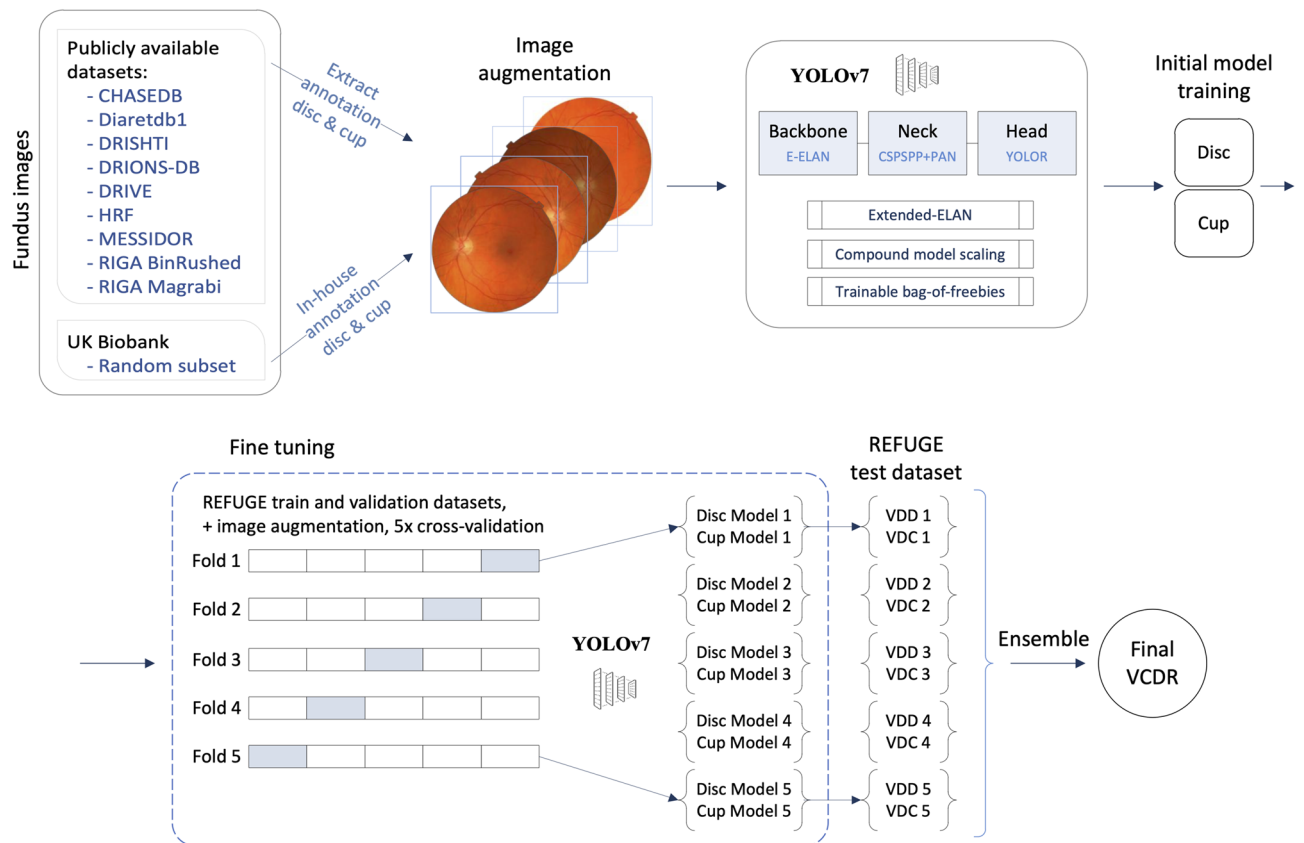 Fundus images
Publicly available
datasets:
- CHASEDB
- Diaretdb1
- DRISHTI
- DRIONS-DB
- DRIVE
- HRF
- MESSIDOR
- RIGA BinRushed
- RIGA Magrabi
UK Biobank
- Random subset
Extract
annotation
disc & cup
In-house
annotation
disc & cup
Image
augmentation
YOLOv7
Backbone
E-ELAN
Neck
CSPSPP+PAN
Head
YOLOR
Extended-ELAN
Compound model scaling
Trainable bag-of-freebies
Initial model
training
Disc
Cup
Fine tuning
REFUGE train and validation datasets,
+ image augmentation, 5x cross-validation
Fold 1
Fold 2
Fold 3
Fold 4
Fold 5
YOLOv7
Disc Model 1
Cup Model 1
Disc Model 2
Cup Model 2
Disc Model 3
Cup Model 3
Disc Model 4
Cup Model 4
Disc Model 5
Cup Model 5
REFUGE
test dataset
VDD 1
VDC 1
VDD 2
VDC 2
VDD 3
VDC 3
VDD 4
VDC 4
VDD 5
VDC 5
Ensemble
Final
VCDR